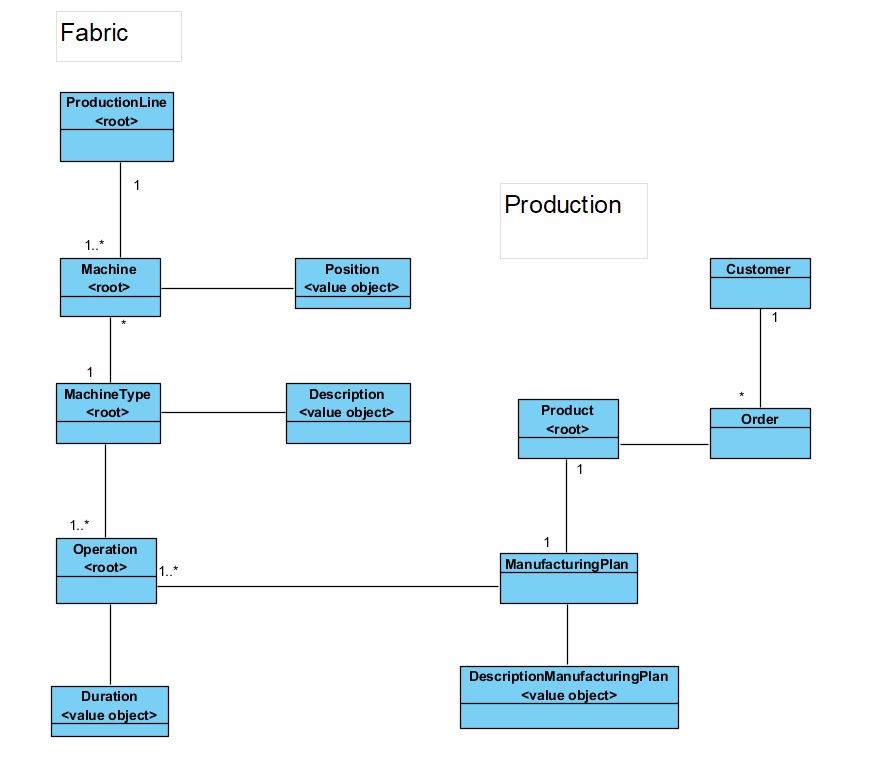 Fabric
ProductionLine
<root>
1
1..*
Machine
<root>
Position
<value object>
*
1
MachineType
<root>
Description
<value object>
1..*
Operation
<root>
1..*
Duration
<value object>
Production
Customer
1
*
Order
Product
<root>
1
1
ManufacturingPlan
DescriptionManufacturingPlan
<value object>